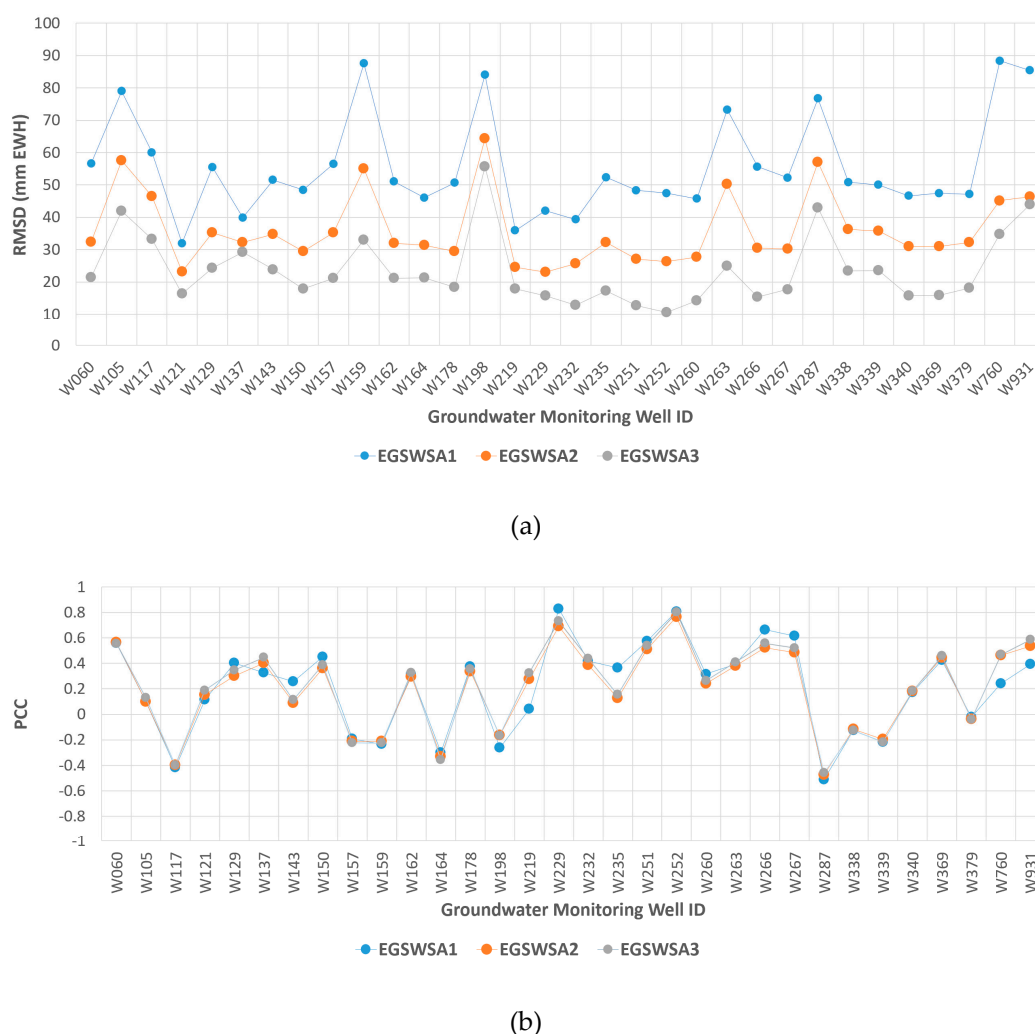 100
90
80
70
60
50
40
30
20
10
0
RMSD (mm EWH)
W060 W105 W117 W121 W129 W137 W143 W150 W157 W159 W162 W164 W178 W198 W219 W229 W232 W235 W251 W252 W260 W263 W266 W267 W287 W338 W339 W340 W369 W379 W760 W931
Groundwater Monitoring Well ID
EGSWSA1 EGSWSA2 EGSWSA3
(a)
1
0.8
0.6
0.4
0.2
0
-0.2
-0.4
-0.6
-0.8
-1
PCC
W060 W105 W117 W121 W129 W137 W143 W150 W157 W159 W162 W164 W178 W198 W219 W229 W232 W235 W251 W252 W260 W263 W266 W267 W287 W338 W339 W340 W369 W379 W760 W931
Groundwater Monitoring Well ID
EGSWSA1 EGSWSA2 EGSWSA3
(b)